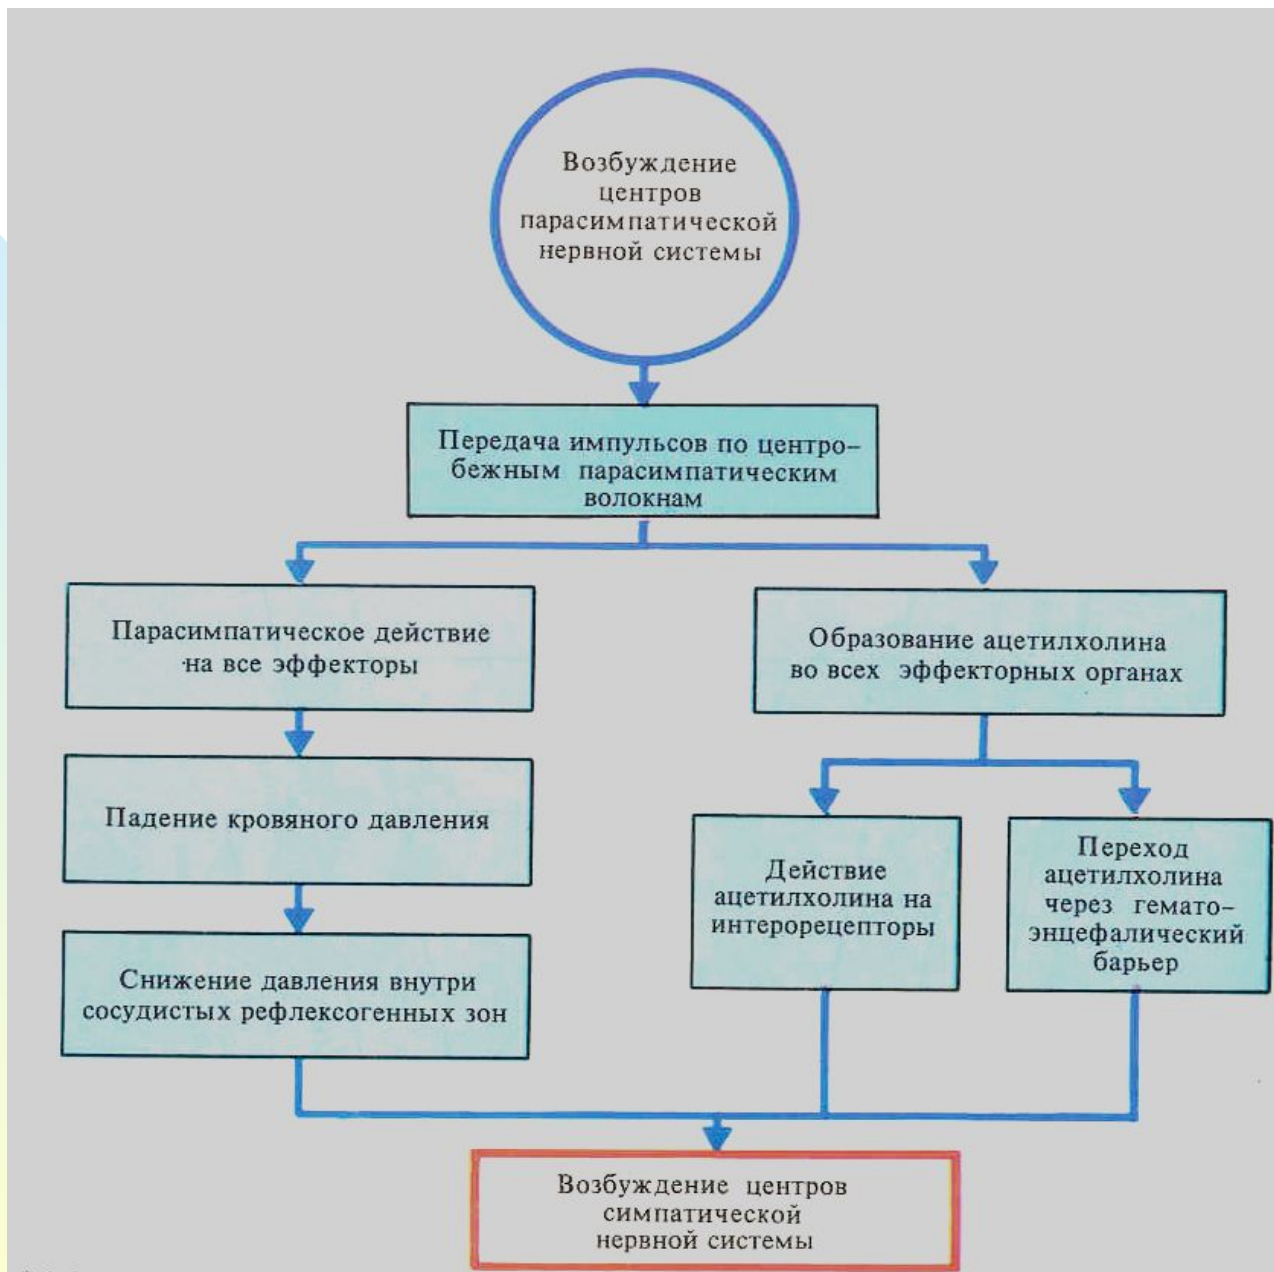 Возбуждение
центров
парасимпатической
нервной системы
Передача импульсов по центро-
бежным парасимпатическим
волокнам
Парасимпатическое действие
на все эффекторы
Образование ацетилхолина
во всех эффекторных органах
Падение кровяного давления
Действие
ацетилхолина на
интерорецепторы
Переход
ацетилхолина
через гемато-
энцефалический
барьер
Снижение давления внутри
сосудистых рефлексогенных зон
Возбуждение центров
симпатической
нервной системы